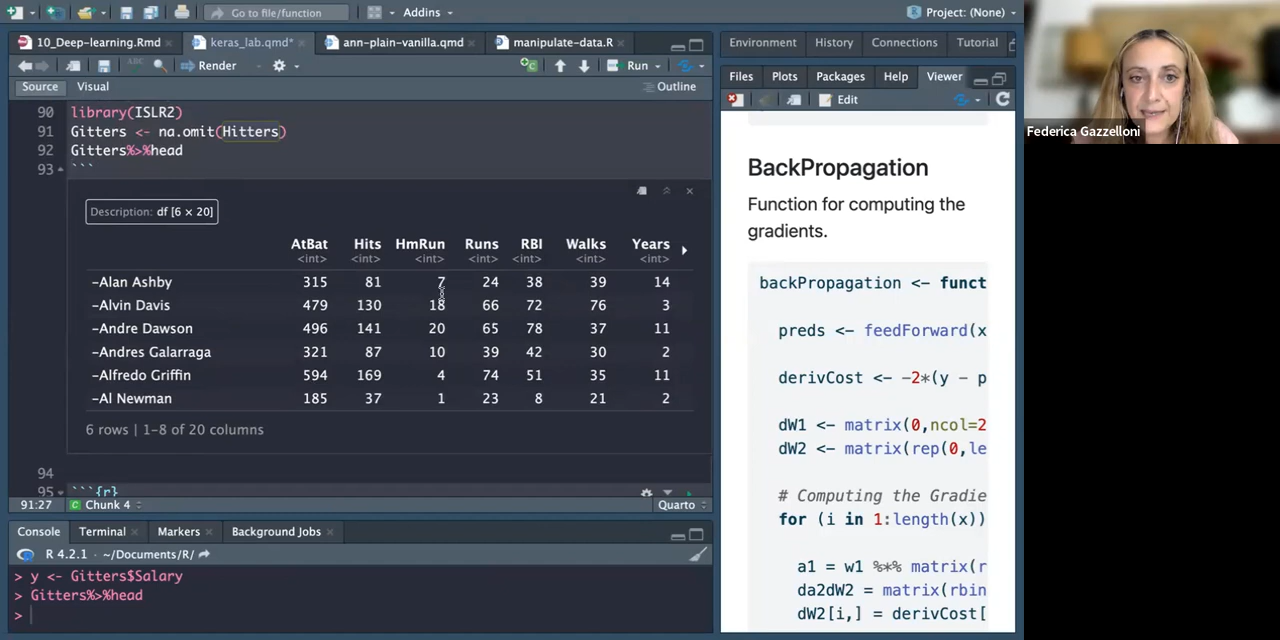 Go to file/function Addins Project: (None)
10_Deep-learning.Rmd keras_lab.qmd* ann-plain-vanilla.qmd manipulate-data.R
Render Run
Source Visual Outline
90 library(ISLR2)
91 Gitters <- na.omit(Hitters)
92 Gitters%>%head
93 ```
Description: df [6 × 20]
AtBat Hits HmRun Runs RBI Walks Years
<int> <int> <int> <int> <int> <int> <int>
-Alan Ashby 315 81 7 24 38 39 14
-Alvin Davis 479 130 18 66 72 76 3
-Andre Dawson 496 141 20 65 78 37 11
-Andres Galarraga 321 87 10 39 42 30 2
-Alfredo Griffin 594 169 4 74 51 35 11
-Al Newman 185 37 1 23 8 21 2
6 rows | 1-8 of 20 columns
94
95 ```{r}
91:27 Chunk 4 Quarto
Console Terminal Markers Background Jobs
R 4.2.1 · ~/Documents/R/
> y <- Gitters$Salary
> Gitters%>%head
>
Environment History Connections Tutorial
Files Plots Packages Help Viewer
Edit
BackPropagation
Function for computing the
gradients.
backPropagation <- funct
preds <- feedForward(x
derivCost <- -2*(y - p
dW1 <- matrix(0,ncol=2
dW2 <- matrix(rep(0,le
# Computing the Gradie
for (i in 1:length(x))
a1 = w1 %*% matrix(r
da2dW2 = matrix(rbin
dW2[i,] = derivCost[
Federica Gazzelloni